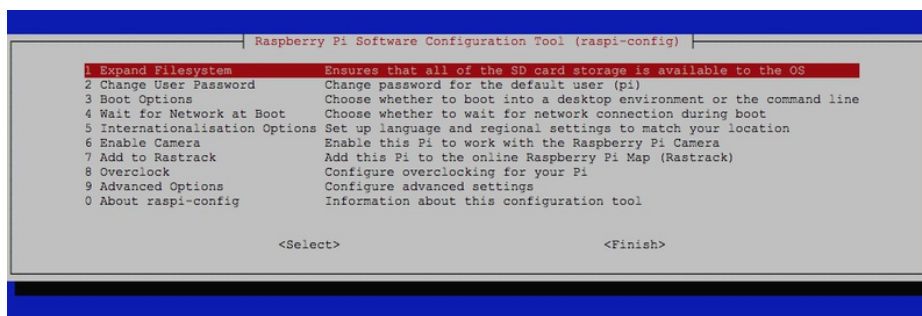 Raspberry Pi Software Configuration Tool (raspi-config)
1 Expand Filesystem Ensures that all of the SD card storage is available to the OS
2 Change User Password Change password for the default user (pi)
3 Boot Options Choose whether to boot into a desktop environment or the command line
4 Wait for Network at Boot Choose whether to wait for network connection during boot
5 Internationalisation Options Set up language and regional settings to match your location
6 Enable Camera Enable this Pi to work with the Raspberry Pi Camera
7 Add to Rastrack Add this Pi to the online Raspberry Pi Map (Rastrack)
8 Overclock Configure overclocking for your Pi
9 Advanced Options Configure advanced settings
0 About raspi-config Information about this configuration tool
<Select> <Finish>